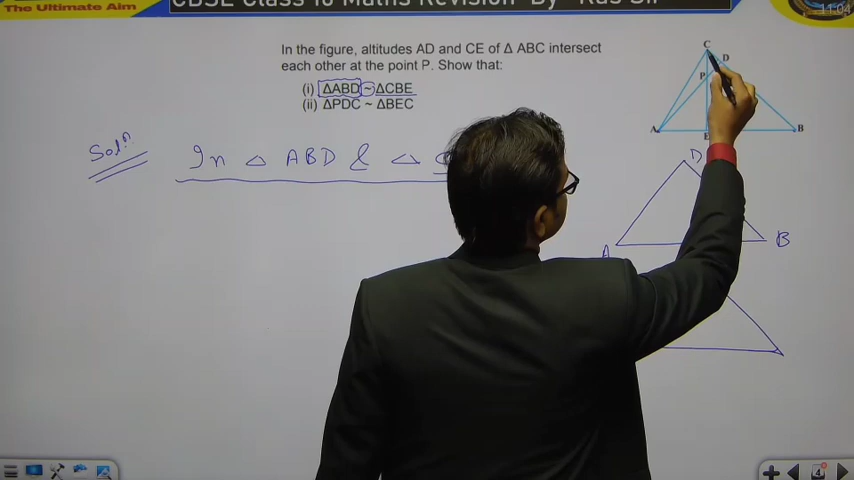 The Ultimate Aim
CBSE Class 10 Maths Revision By
11:04
In the figure, altitudes AD and CE of Δ ABC intersect
each other at the point P. Show that:
(i) ΔABD ~ ΔCBE
(ii) ΔPDC ~ ΔBEC
C
D
P
A
E
B
Solⁿ.
In Δ ABD & Δ
D
A
B
4